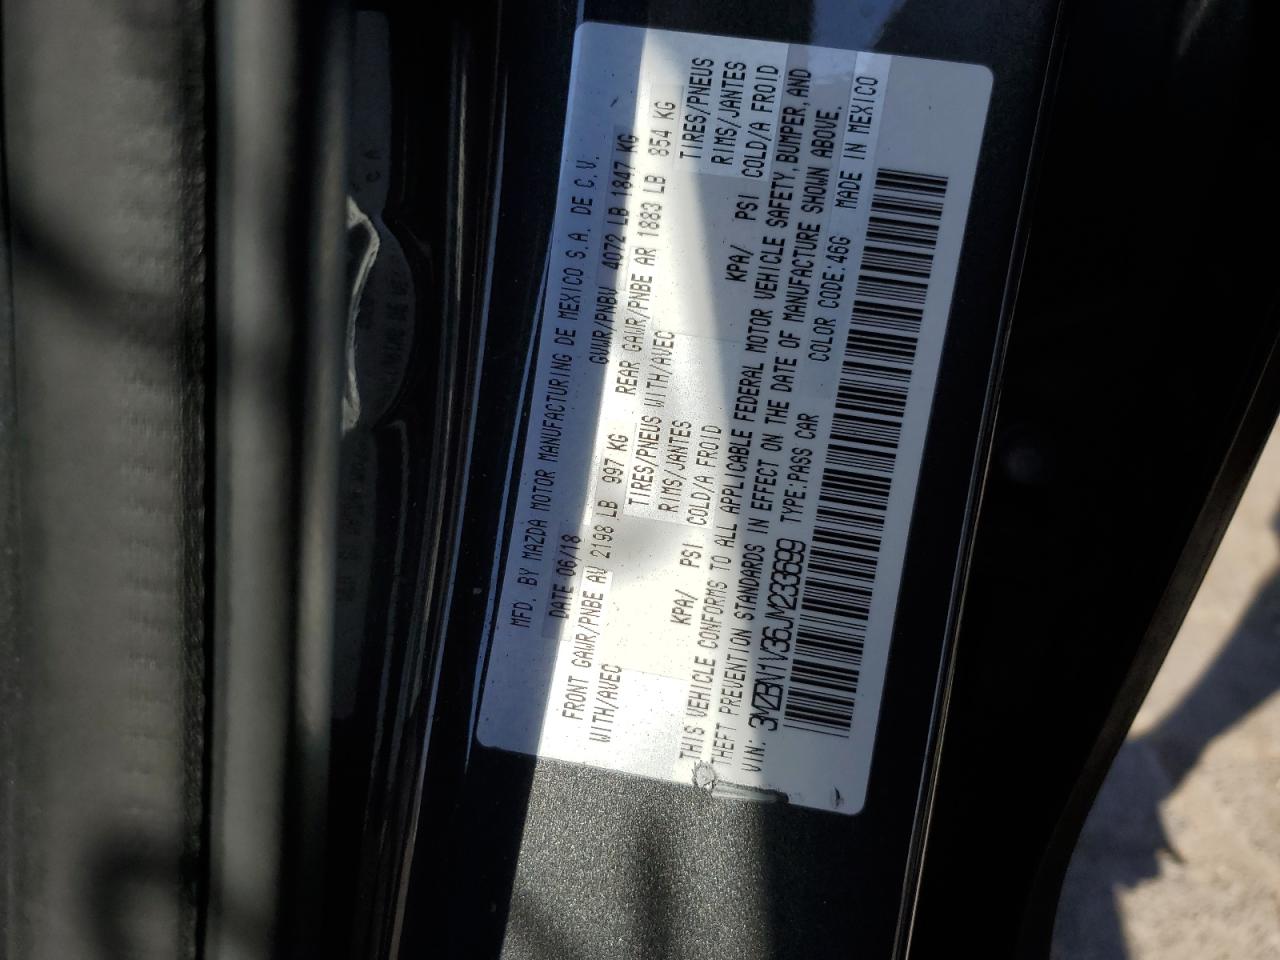 MFD. BY MAZDA MOTOR MANUFACTURING DE MEXICO S.A. DE C.V.
DATE 06/18 GVWR/PNBV 4072 LB 1847 KG
FRONT GAWR/PNBE AV 2198 LB 997 KG REAR GAWR/PNBE AR 1883 LB 854 KG
WITH/AVEC TIRES/PNEUS WITH/AVEC TIRES/PNEUS
RIMS/JANTES RIMS/JANTES
KPA/ PSI COLD/A FROID KPA/ PSI COLD/A FROID
THIS VEHICLE CONFORMS TO ALL APPLICABLE FEDERAL MOTOR VEHICLE SAFETY, BUMPER, AND
THEFT PREVENTION STANDARDS IN EFFECT ON THE DATE OF MANUFACTURE SHOWN ABOVE.
VIN: 3MZBN1V36JM233699 TYPE:PASS CAR COLOR CODE:46G MADE IN MEXICO